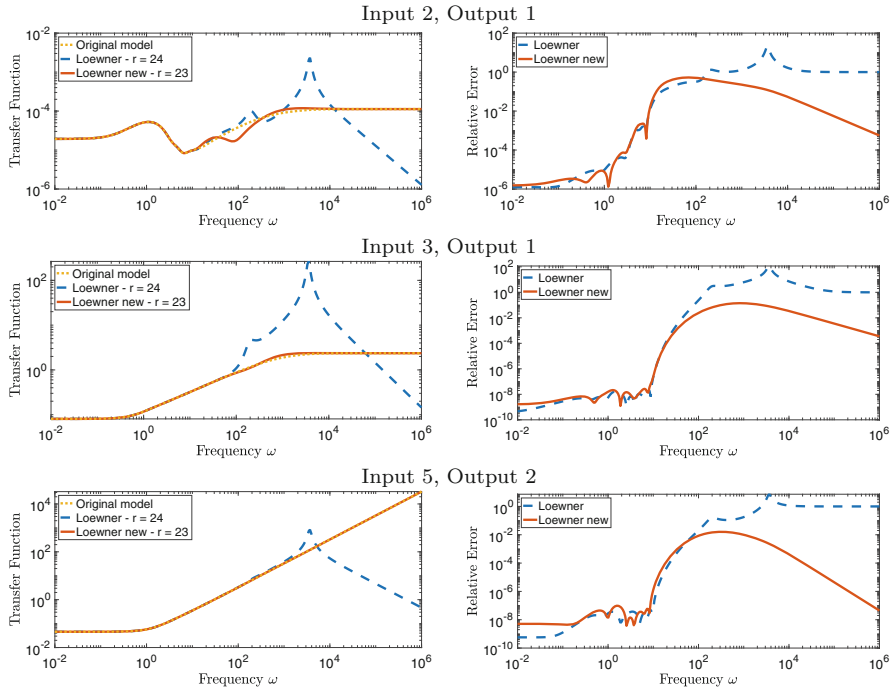 Input 2, Output 1
Transfer Function
10^-2
10^-4
10^-6
Original model
Loewner - r = 24
Loewner new - r = 23
10^-2 10^0 10^2 10^4 10^6
Frequency ω
Relative Error
10^2
10^0
10^-2
10^-4
10^-6
Loewner
Loewner new
10^-2 10^0 10^2 10^4 10^6
Frequency ω
Input 3, Output 1
Transfer Function
10^2
10^0
Original model
Loewner - r = 24
Loewner new - r = 23
10^-2 10^0 10^2 10^4 10^6
Frequency ω
Relative Error
10^2
10^0
10^-2
10^-4
10^-6
10^-8
10^-10
Loewner
Loewner new
10^-2 10^0 10^2 10^4 10^6
Frequency ω
Input 5, Output 2
Transfer Function
10^4
10^2
10^0
10^-2
Original model
Loewner - r = 24
Loewner new - r = 23
10^-2 10^0 10^2 10^4 10^6
Frequency ω
Relative Error
10^0
10^-2
10^-4
10^-6
10^-8
10^-10
Loewner
Loewner new
10^-2 10^0 10^2 10^4 10^6
Frequency ω